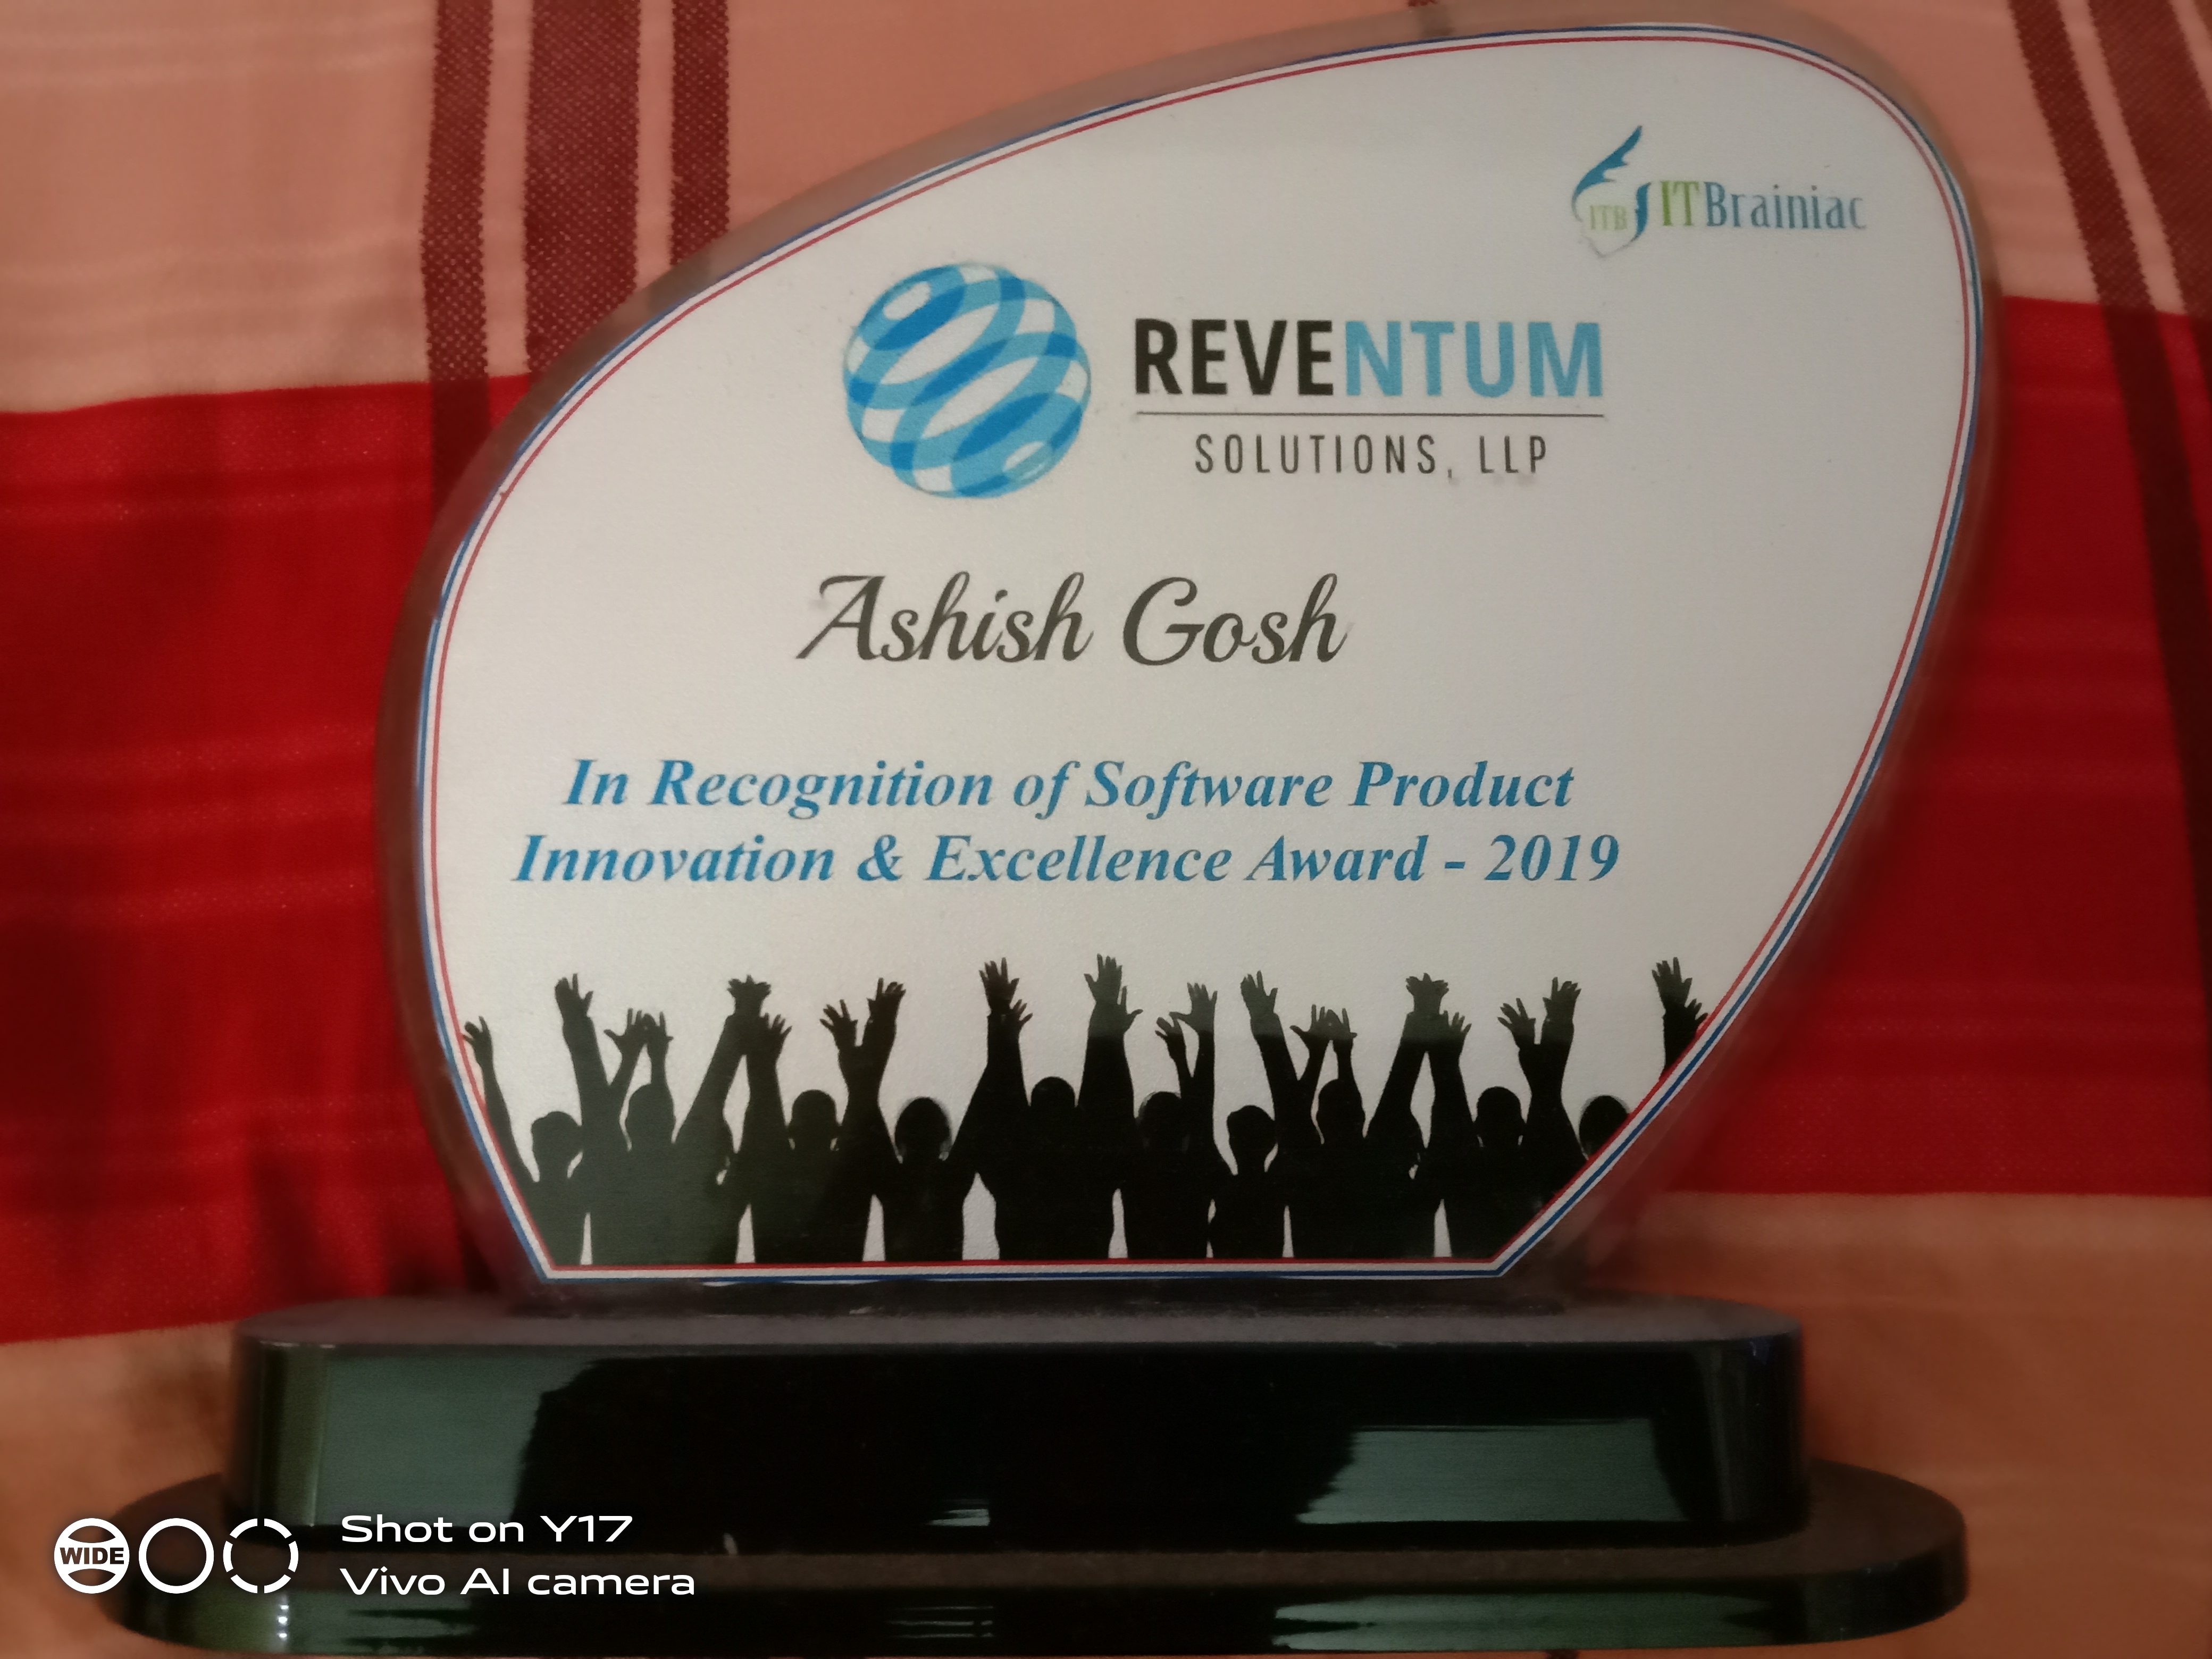 ITB ITBrainiac
REVENTUM
SOLUTIONS, LLP
Ashish Gosh
In Recognition of Software Product
Innovation & Excellence Award - 2019
WIDE
Shot on Y17
Vivo AI camera